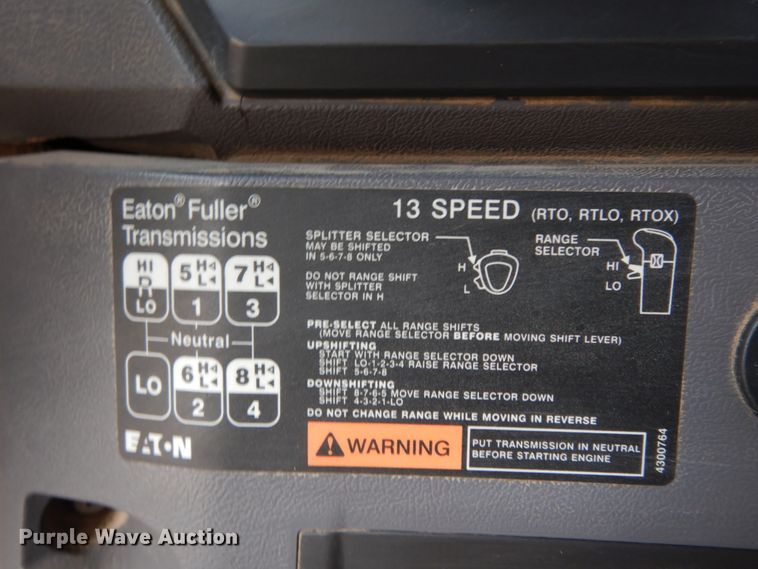 Eaton® Fuller®
Transmissions
13 SPEED (RTO, RTLO, RTOX)
HI
R
LO
5 H
L
1
7 H
L
3
Neutral
LO
6 H
L
2
8 H
L
4
EATON
SPLITTER SELECTOR
MAY BE SHIFTED
IN 5-6-7-8 ONLY
DO NOT RANGE SHIFT
WITH SPLITTER
SELECTOR IN H
H
L
RANGE
SELECTOR
HI
LO
PRE-SELECT ALL RANGE SHIFTS
(MOVE RANGE SELECTOR BEFORE MOVING SHIFT LEVER)
UPSHIFTING
START WITH RANGE SELECTOR DOWN
SHIFT LO-1-2-3-4 RAISE RANGE SELECTOR
SHIFT 5-6-7-8
DOWNSHIFTING
SHIFT 8-7-6-5 MOVE RANGE SELECTOR DOWN
SHIFT 4-3-2-1-LO
DO NOT CHANGE RANGE WHILE MOVING IN REVERSE
WARNING
PUT TRANSMISSION IN NEUTRAL
BEFORE STARTING ENGINE
4300764
Purple Wave Auction